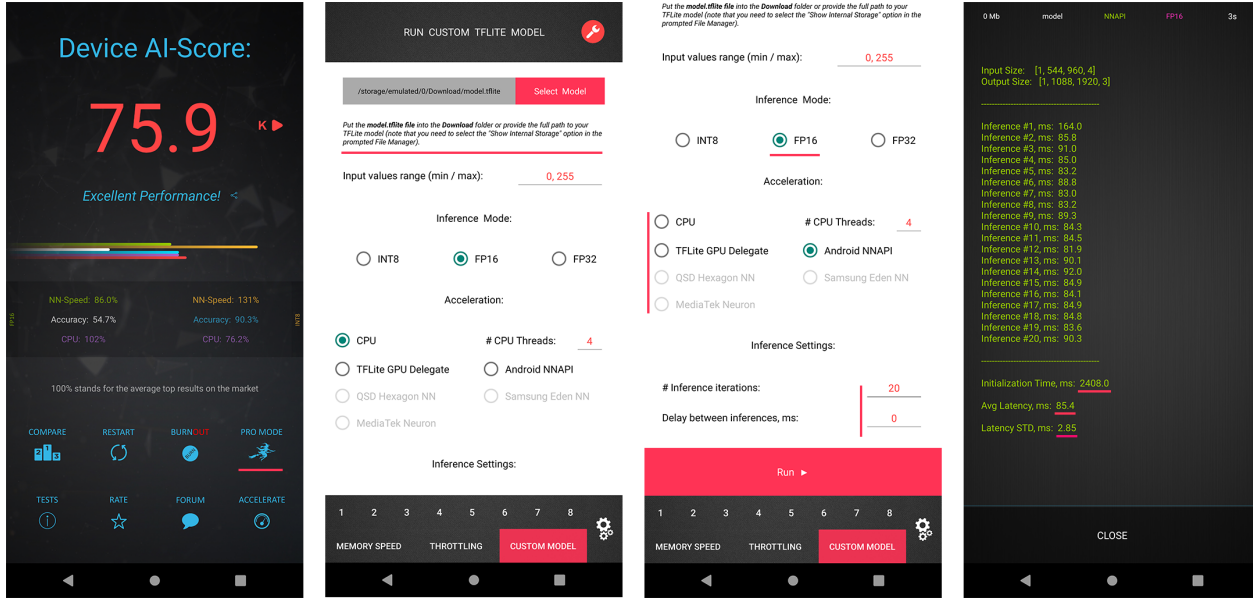 Device AI-Score:
75.9
K
Excellent Performance!
FP16
NN-Speed: 86.0%
NN-Speed: 131%
Accuracy: 54.7%
Accuracy: 90.3%
CPU: 102%
CPU: 76.2%
INT8
100% stands for the average top results on the market
COMPARE
RESTART
BURNOUT
PRO MODE
TESTS
RATE
FORUM
ACCELERATE
RUN CUSTOM TFLITE MODEL
/storage/emulated/0/Download/model.tflite
Select Model
Put the model.tflite file in the Download folder or provide the full path to your
TFLite model (note that you need to select the "Show Internal Storage" option in the
prompted File Manager).
Input values range (min / max):
0, 255
Inference Mode:
INT8
FP16
FP32
Acceleration:
CPU
# CPU Threads:
4
TFLite GPU Delegate
Android NNAPI
QSD Hexagon NN
Samsung Eden NN
MediaTek Neuron
Inference Settings:
1 2 3 4 5 6 7 8
MEMORY SPEED
THROTTLING
CUSTOM MODEL
Put the model.tflite file in the Download folder or provide the full path to your
TFLite model (note that you need to select the "Show Internal Storage" option in the
prompted File Manager).
Input values range (min / max):
0, 255
Inference Mode:
INT8
FP16
FP32
Acceleration:
CPU
# CPU Threads:
4
TFLite GPU Delegate
Android NNAPI
QSD Hexagon NN
Samsung Eden NN
MediaTek Neuron
Inference Settings:
# Inference iterations:
20
Delay between inferences, ms:
0
Run
1 2 3 4 5 6 7 8
MEMORY SPEED
THROTTLING
CUSTOM MODEL
0 Mb
model
NNAPI
FP16
3s
Input Size: [1, 544, 960, 4]
Output Size: [1, 1088, 1920, 3]
Inference #1, ms: 164.0
Inference #2, ms: 85.8
Inference #3, ms: 91.0
Inference #4, ms: 85.0
Inference #5, ms: 83.2
Inference #6, ms: 88.8
Inference #7, ms: 83.0
Inference #8, ms: 83.2
Inference #9, ms: 89.3
Inference #10, ms: 84.3
Inference #11, ms: 84.5
Inference #12, ms: 81.9
Inference #13, ms: 90.1
Inference #14, ms: 92.0
Inference #15, ms: 84.9
Inference #16, ms: 84.1
Inference #17, ms: 84.9
Inference #18, ms: 84.8
Inference #19, ms: 83.6
Inference #20, ms: 90.3
Initialization Time, ms: 2408.0
Avg Latency, ms: 85.4
Latency STD, ms: 2.85
CLOSE